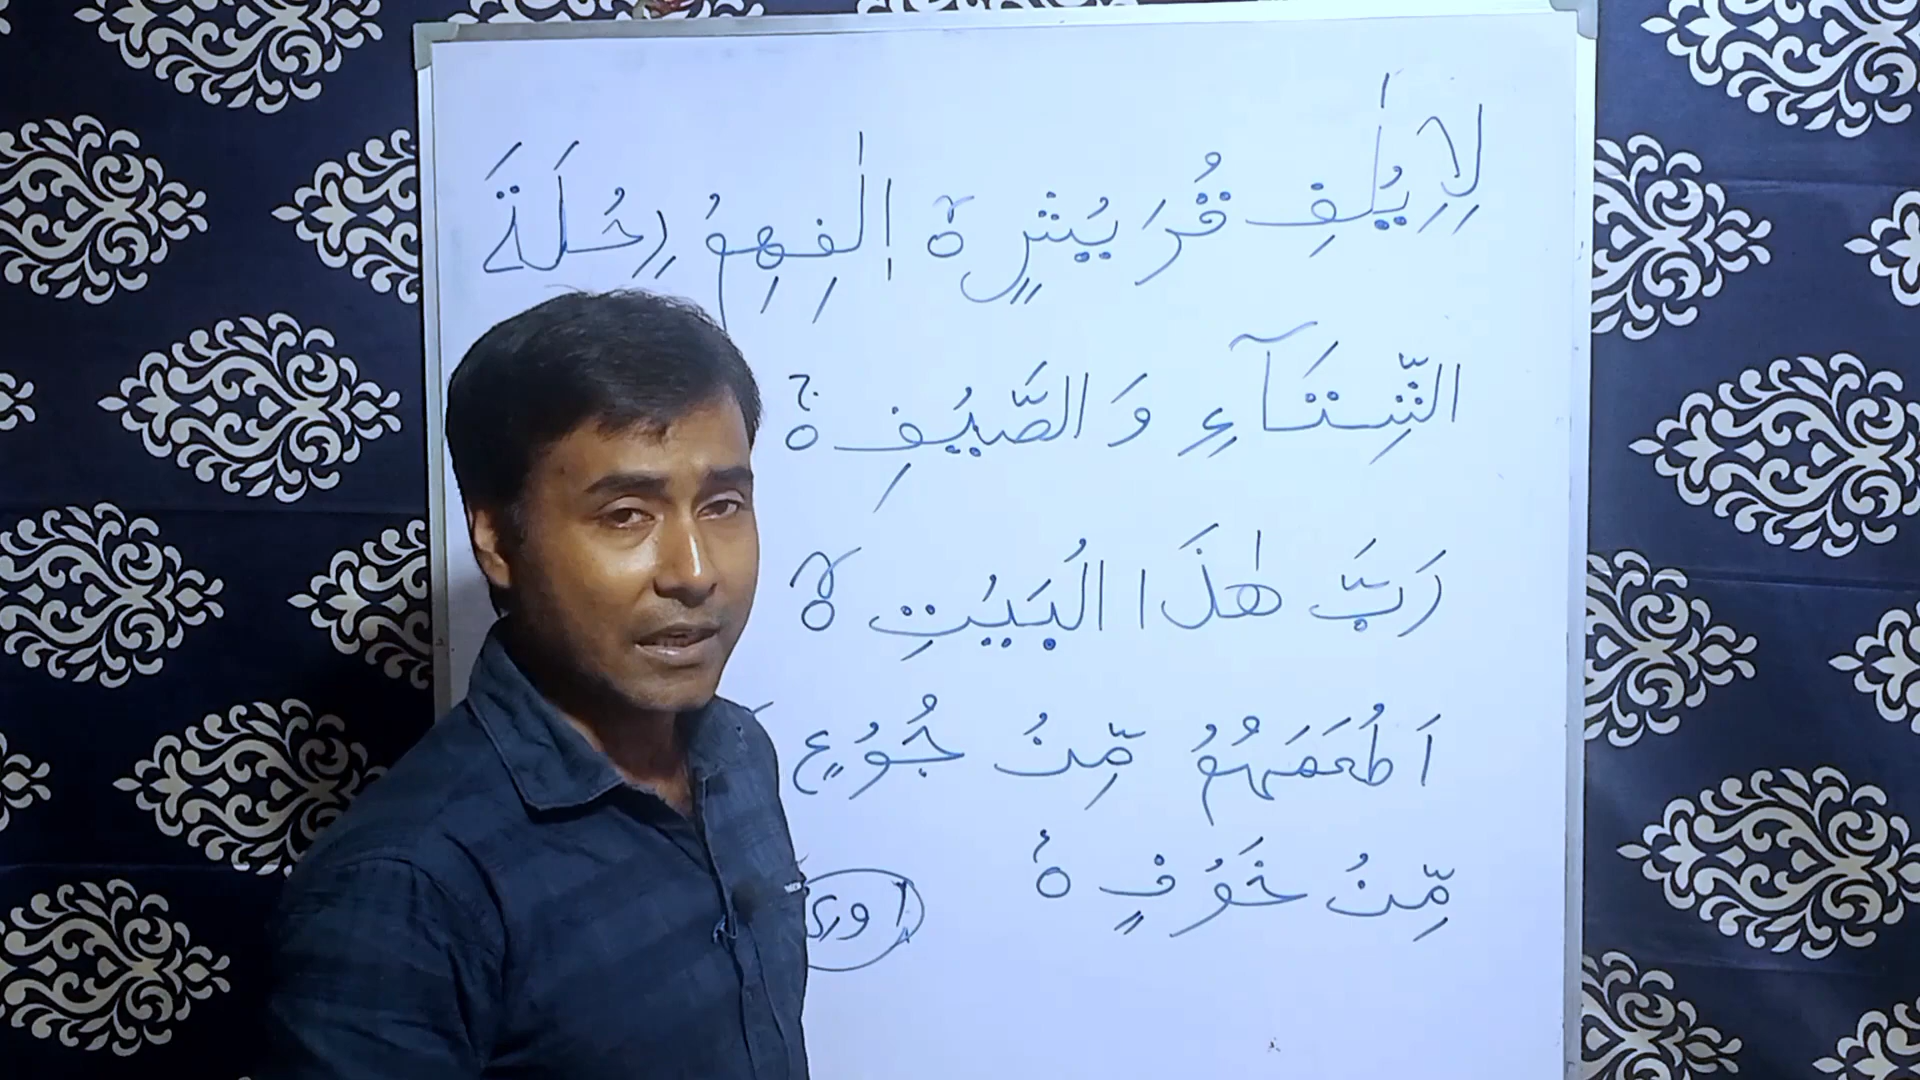 لِاِيْلٰفِ قُرَيْشٍ ۙ اٖلٰفِهِمْ رِحْلَةَ
الشِّتَآءِ وَالصَّيْفِ ۚ
رَبَّ هٰذَا الْبَيْتِ ۙ
اَطْعَمَهُمْ مِّنْ جُوْعٍ
مِّنْ خَوْفٍ ۠